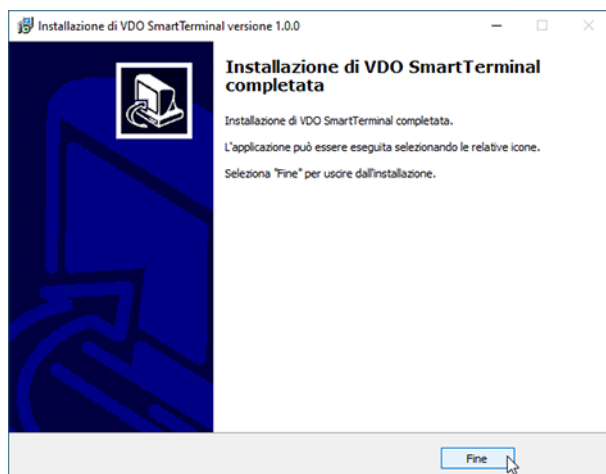 Installazione di VDO SmartTerminal versione 1.0.0
Installazione di VDO SmartTerminal
completata
Installazione di VDO SmartTerminal completata.
L'applicazione può essere eseguita selezionando le relative icone.
Seleziona "Fine" per uscire dall'installazione.
Fine